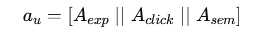 a_u = [A_{exp} || A_{click} || A_{sem}]